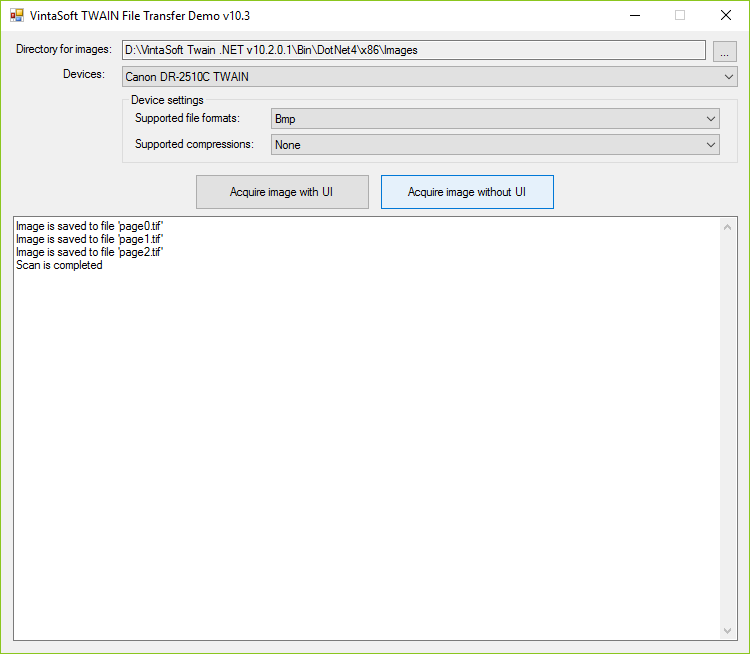 VintaSoft TWAIN File Transfer Demo v10.3
Directory for images: D:\VintaSoft Twain .NET v10.2.0.1\Bin\DotNet4\x86\Images ...
Devices: Canon DR-2510C TWAIN
Device settings
Supported file formats: Bmp
Supported compressions: None
Acquire image with UI Acquire image without UI
Image is saved to file 'page0.tif'
Image is saved to file 'page1.tif'
Image is saved to file 'page2.tif'
Scan is completed